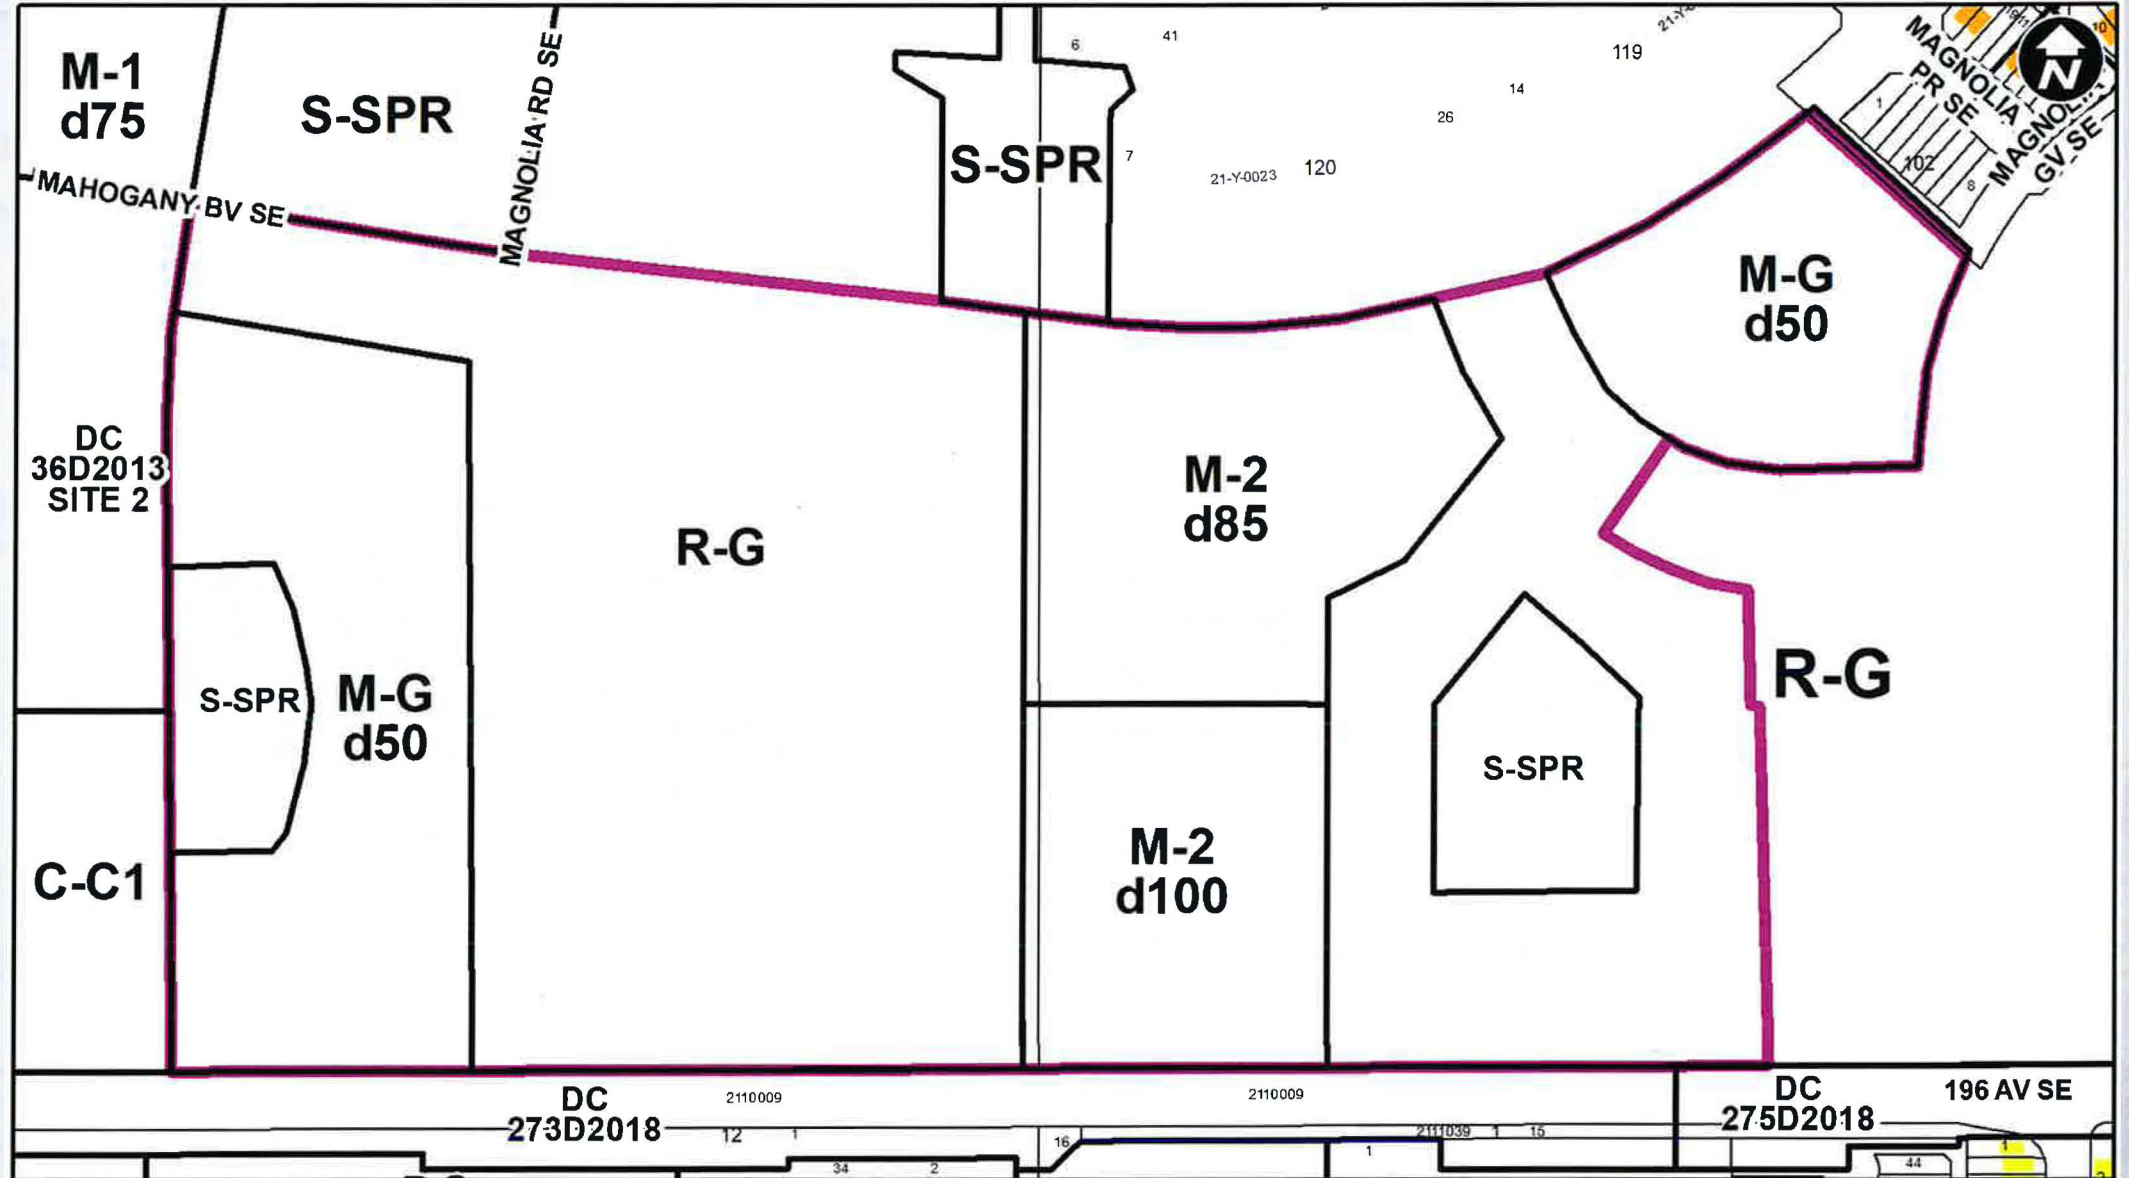 M-1
d75
S-SPR
MAGNOLIA RD SE
6
41
119
14
26
7
21-Y-0023
120
S-SPR
MAHOGANY BV SE
MAGNOLIA
PR SE
MAGNOLIA
GV SE
N
10
1
102
8
M-G
d50
DC
36D2013
SITE 2
R-G
M-2
d85
S-SPR
M-G
d50
R-G
S-SPR
C-C1
M-2
d100
DC
273D2018
2110009
2110009
DC
275D2018
196 AV SE
12
1
16
2111039
1
15
34
2
1
44
1